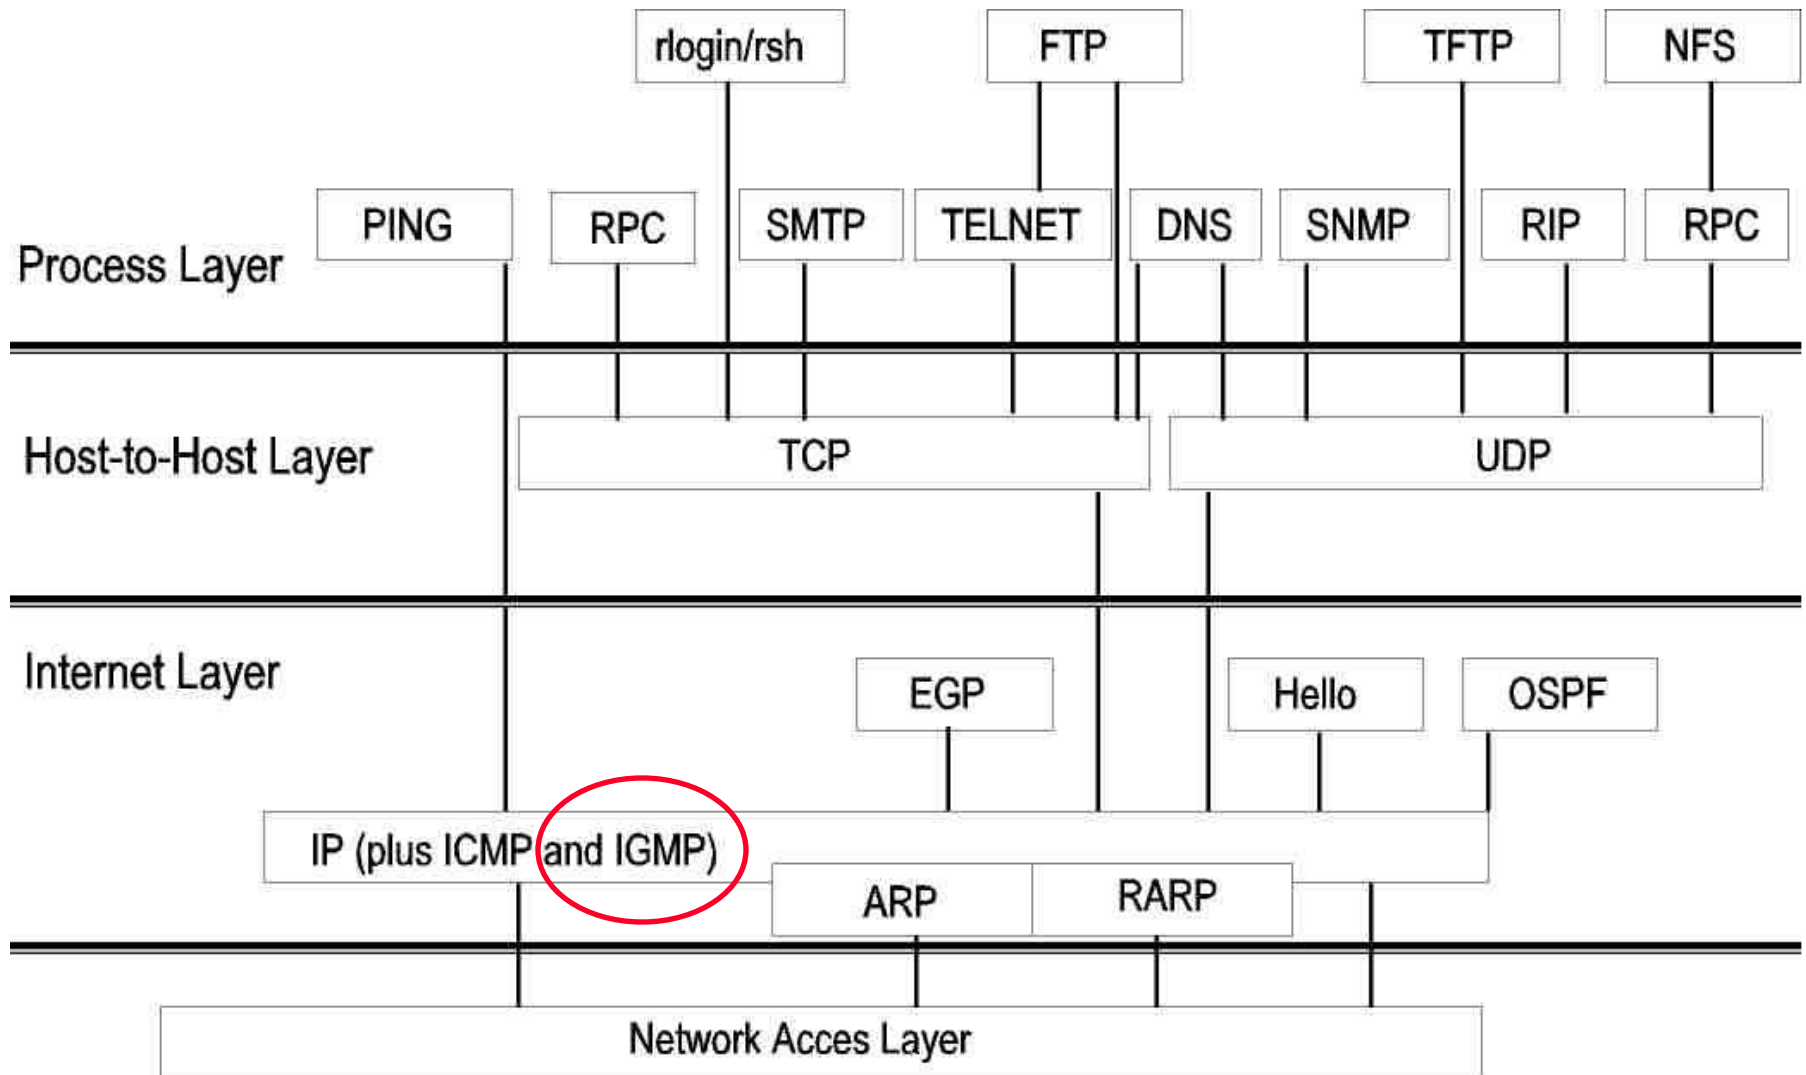 rlogin/rsh
FTP
TFTP
NFS
PING
RPC
SMTP
TELNET
DNS
SNMP
RIP
RPC
Process Layer
Host-to-Host Layer
TCP
UDP
Internet Layer
EGP
Hello
OSPF
IP (plus ICMP and IGMP)
ARP
RARP
Network Acces Layer